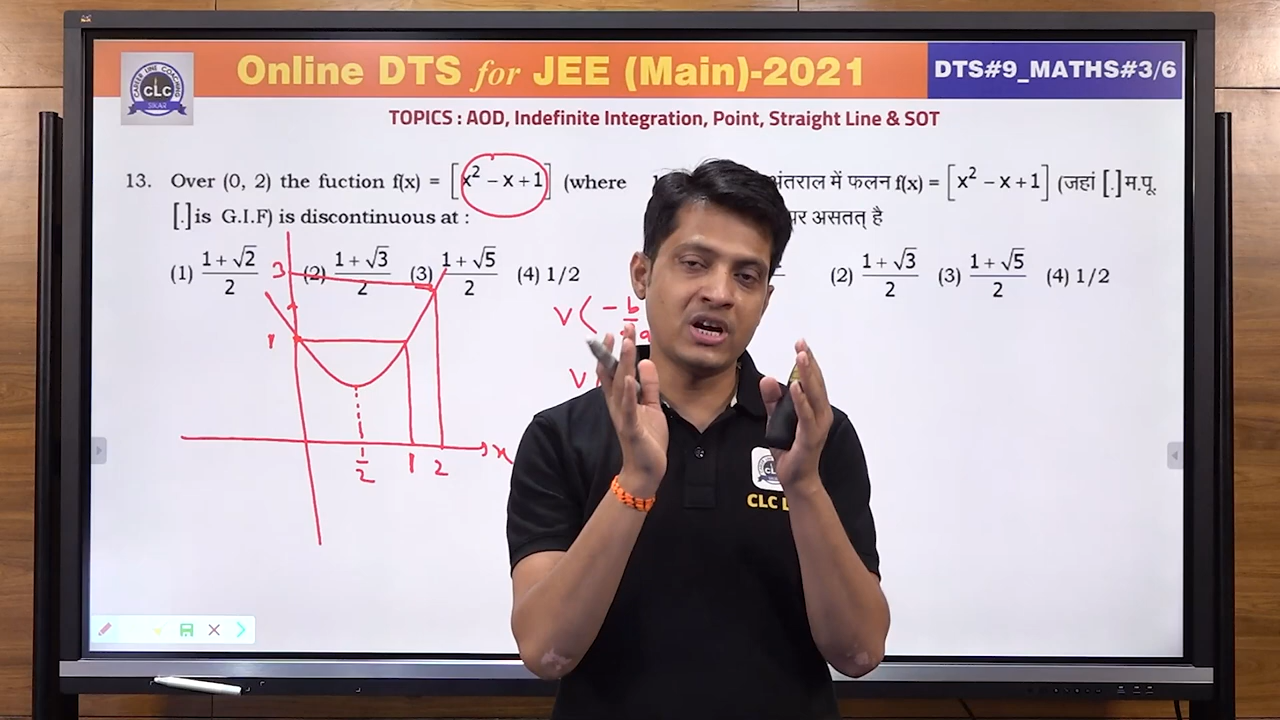 Online DTS for JEE (Main)-2021
DTS#9_MATHS#3/6
CLC
SIKAR
TOPICS : AOD, Indefinite Integration, Point, Straight Line & SOT
13. Over (0, 2) the fuction f(x) = [x² − x + 1] (where
[.] is G.I.F) is discontinuous at :
(1) (1 + √2)/2 (2) (1 + √3)/2 (3) (1 + √5)/2 (4) 1/2
अंतराल में फलन f(x) = [x² − x + 1] (जहां [.] म.पू.
पर असतत् है
(2) (1 + √3)/2 (3) (1 + √5)/2 (4) 1/2
3
1
1/2 1 2 x
V ( −b
V
CLC